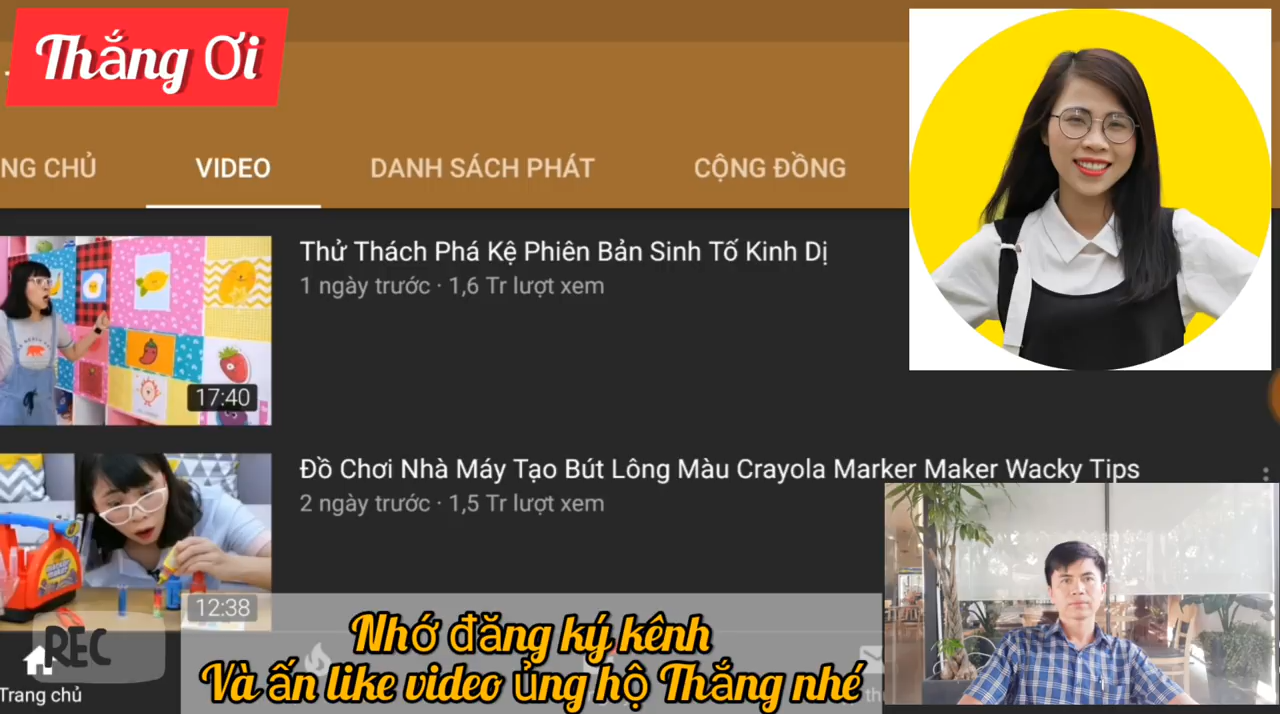 Thắng Ơi
NG CHỦ
VIDEO
DANH SÁCH PHÁT
CỘNG ĐỒNG
Thử Thách Phá Kệ Phiên Bản Sinh Tố Kinh Dị
1 ngày trước · 1,6 Tr lượt xem
17:40
Đồ Chơi Nhà Máy Tạo Bút Lông Màu Crayola Marker Maker Wacky Tips
2 ngày trước · 1,5 Tr lượt xem
12:38
REC
Nhớ đăng ký kênh
Và ấn like video ủng hộ Thắng nhé
Trang chủ